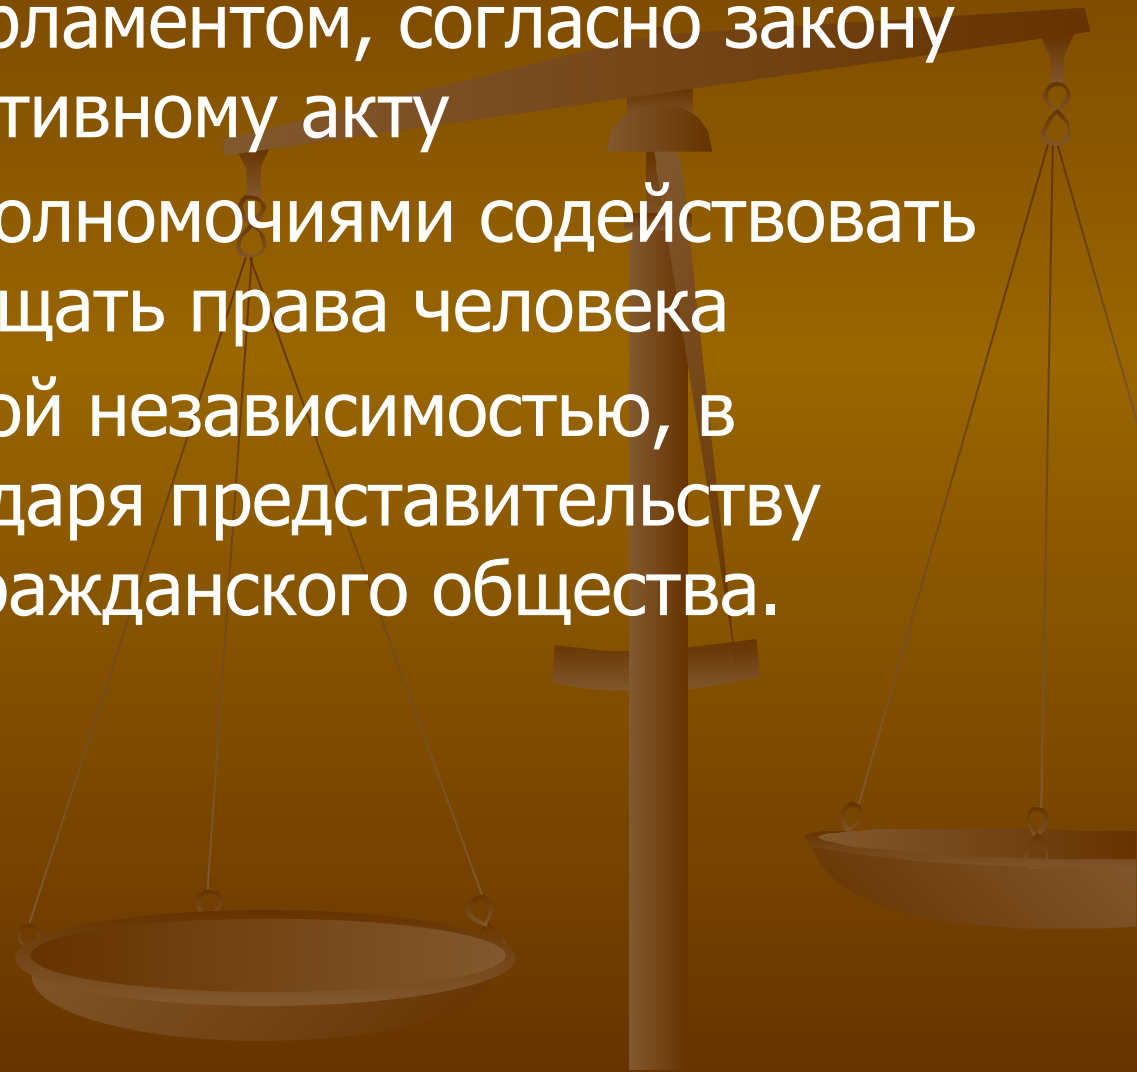 рламентом, согласно закону
тивному акту
олномочиями содействовать
щать права человека
ой независимостью, в
даря представительству
ражданского общества.